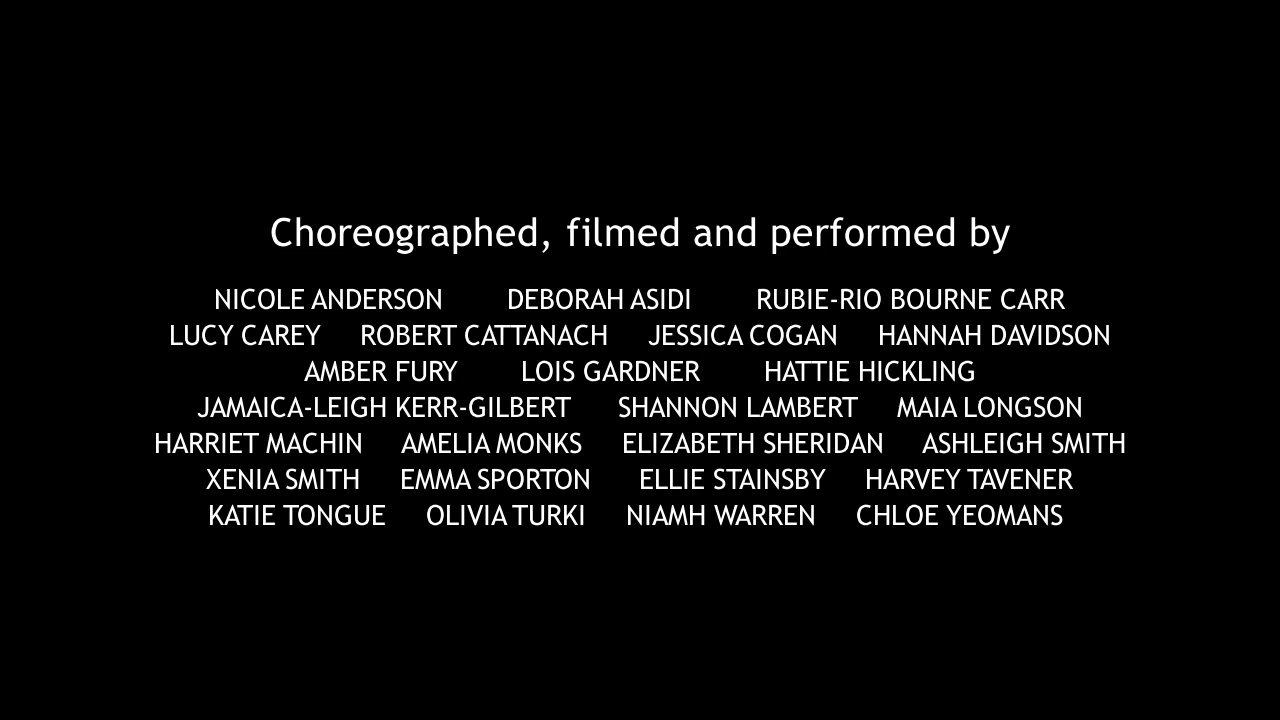 Choreographed, filmed and performed by
NICOLE ANDERSON DEBORAH ASIDI RUBIE-RIO BOURNE CARR
LUCY CAREY ROBERT CATTANACH JESSICA COGAN HANNAH DAVIDSON
AMBER FURY LOIS GARDNER HATTIE HICKLING
JAMAICA-LEIGH KERR-GILBERT SHANNON LAMBERT MAIA LONGSON
HARRIET MACHIN AMELIA MONKS ELIZABETH SHERIDAN ASHLEIGH SMITH
XENIA SMITH EMMA SPORTON ELLIE STAINSBY HARVEY TAVENER
KATIE TONGUE OLIVIA TURKI NIAMH WARREN CHLOE YEOMANS